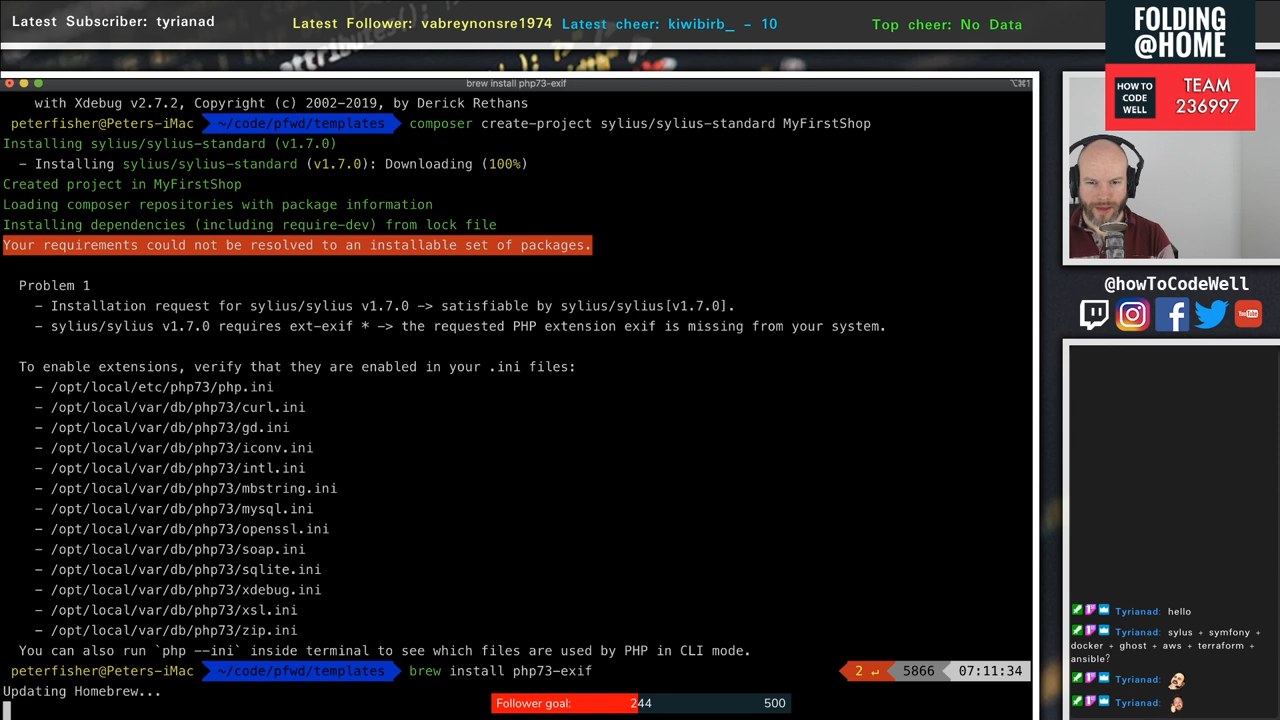 Latest Subscriber: tyrianad
Latest Follower: vabreynonsre1974
Latest cheer: kiwibirb_ - 10
Top cheer: No Data
FOLDING
@HOME
HOW TO
CODE
WELL
TEAM
236997
brew install php73-exif
⌥⌘1
with Xdebug v2.7.2, Copyright (c) 2002-2019, by Derick Rethans
peterfisher@Peters-iMac ~/code/pfwd/templates composer create-project sylius/sylius-standard MyFirstShop
Installing sylius/sylius-standard (v1.7.0)
- Installing sylius/sylius-standard (v1.7.0): Downloading (100%)
Created project in MyFirstShop
Loading composer repositories with package information
Installing dependencies (including require-dev) from lock file
Your requirements could not be resolved to an installable set of packages.
Problem 1
- Installation request for sylius/sylius v1.7.0 -> satisfiable by sylius/sylius[v1.7.0].
- sylius/sylius v1.7.0 requires ext-exif * -> the requested PHP extension exif is missing from your system.
To enable extensions, verify that they are enabled in your .ini files:
- /opt/local/etc/php73/php.ini
- /opt/local/var/db/php73/curl.ini
- /opt/local/var/db/php73/gd.ini
- /opt/local/var/db/php73/iconv.ini
- /opt/local/var/db/php73/intl.ini
- /opt/local/var/db/php73/mbstring.ini
- /opt/local/var/db/php73/mysql.ini
- /opt/local/var/db/php73/openssl.ini
- /opt/local/var/db/php73/soap.ini
- /opt/local/var/db/php73/sqlite.ini
- /opt/local/var/db/php73/xdebug.ini
- /opt/local/var/db/php73/xsl.ini
- /opt/local/var/db/php73/zip.ini
You can also run `php --ini` inside terminal to see which files are used by PHP in CLI mode.
peterfisher@Peters-iMac ~/code/pfwd/templates brew install php73-exif 2 ↵ 5866 07:11:34
Updating Homebrew...
Follower goal: 244 500
@howToCodeWell
YouTube
Tyrianad: hello
Tyrianad: sylus + symfony +
docker + ghost + aws + terraform +
ansible?
Tyrianad:
Tyrianad: